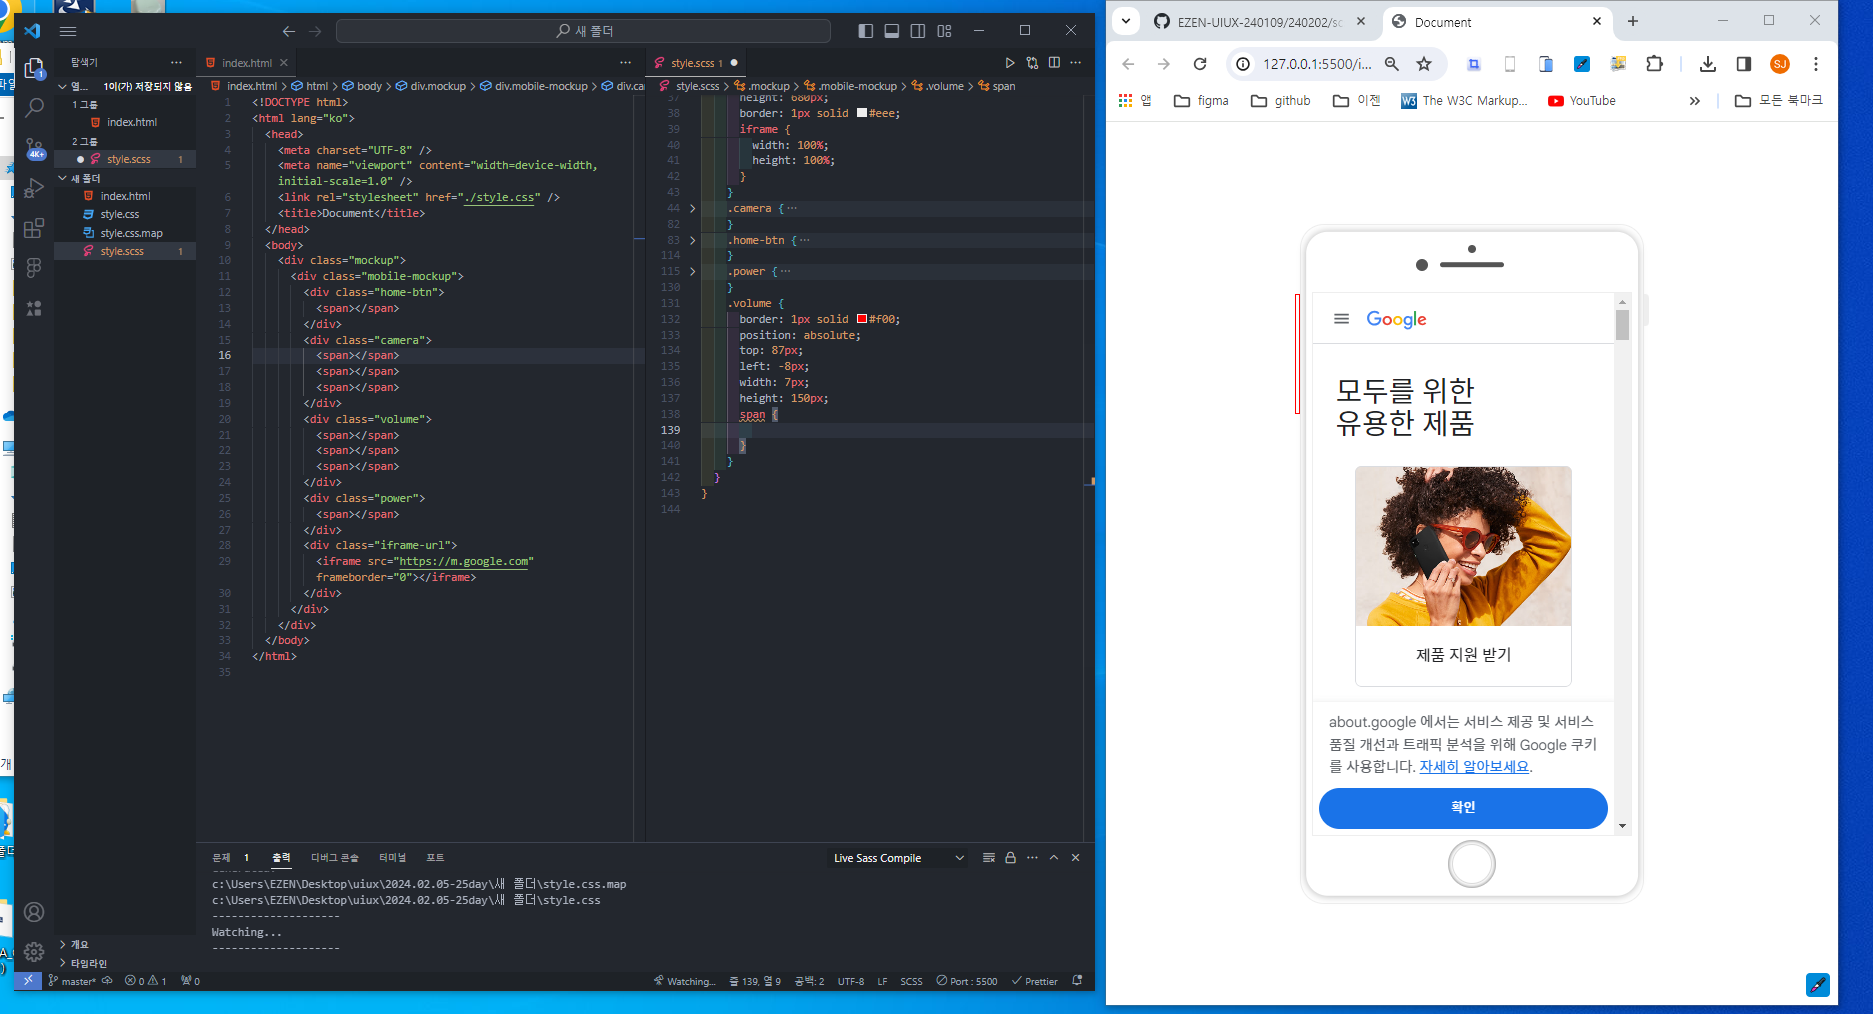 새 폴더
탐색기
열... 1이(가) 저장되지 않음
1 그룹
index.html
2 그룹
style.scss 1
새 폴더
index.html
style.css
style.css.map
style.scss 1
개요
타임라인
index.html
index.html > html > body > div.mockup > div.mobile-mockup > div.ca
1 <!DOCTYPE html>
2 <html lang="ko">
3 <head>
4 <meta charset="UTF-8" />
5 <meta name="viewport" content="width=device-width,
initial-scale=1.0" />
6 <link rel="stylesheet" href="./style.css" />
7 <title>Document</title>
8 </head>
9 <body>
10 <div class="mockup">
11 <div class="mobile-mockup">
12 <div class="home-btn">
13 <span></span>
14 </div>
15 <div class="camera">
16 <span></span>
17 <span></span>
18 <span></span>
19 </div>
20 <div class="volume">
21 <span></span>
22 <span></span>
23 <span></span>
24 </div>
25 <div class="power">
26 <span></span>
27 </div>
28 <div class="iframe-url">
29 <iframe src="https://m.google.com"
frameborder="0"></iframe>
30 </div>
31 </div>
32 </div>
33 </body>
34 </html>
35
style.scss 1
style.scss > .mockup > .mobile-mockup > .volume > span
37 height: 680px;
38 border: 1px solid #eee;
39 iframe {
40 width: 100%;
41 height: 100%;
42 }
43 }
44 .camera { ...
82 }
83 .home-btn { ...
114 }
115 .power { ...
130 }
131 .volume {
132 border: 1px solid #f00;
133 position: absolute;
134 top: 87px;
135 left: -8px;
136 width: 7px;
137 height: 150px;
138 span {
139
140 }
141 }
142 }
143 }
144
문제 1 출력 디버그 콘솔 터미널 포트
Live Sass Compile
c:\Users\EZEN\Desktop\uiux\2024.02.05-25day\새 폴더\style.css.map
c:\Users\EZEN\Desktop\uiux\2024.02.05-25day\새 폴더\style.css
--------------------
Watching...
--------------------
master* 0 1 0
Watching... 줄 139, 열 9 공백: 2 UTF-8 LF SCSS Port : 5500 Prettier
EZEN-UIUX-240109/240202/sc
Document
127.0.0.1:5500/i...
SJ
앱 figma github 이젠 The W3C Markup... YouTube » 모든 북마크
Google
모두를 위한
유용한 제품
제품 지원 받기
about.google 에서는 서비스 제공 및 서비스
품질 개선과 트래픽 분석을 위해 Google 쿠키
를 사용합니다. 자세히 알아보세요.
확인